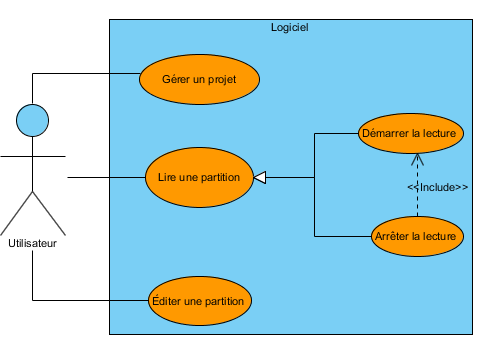 Logiciel
Gérer un projet
Démarrer la lecture
Lire une partition
<<Include>>
Arrêter la lecture
Utilisateur
Éditer une partition